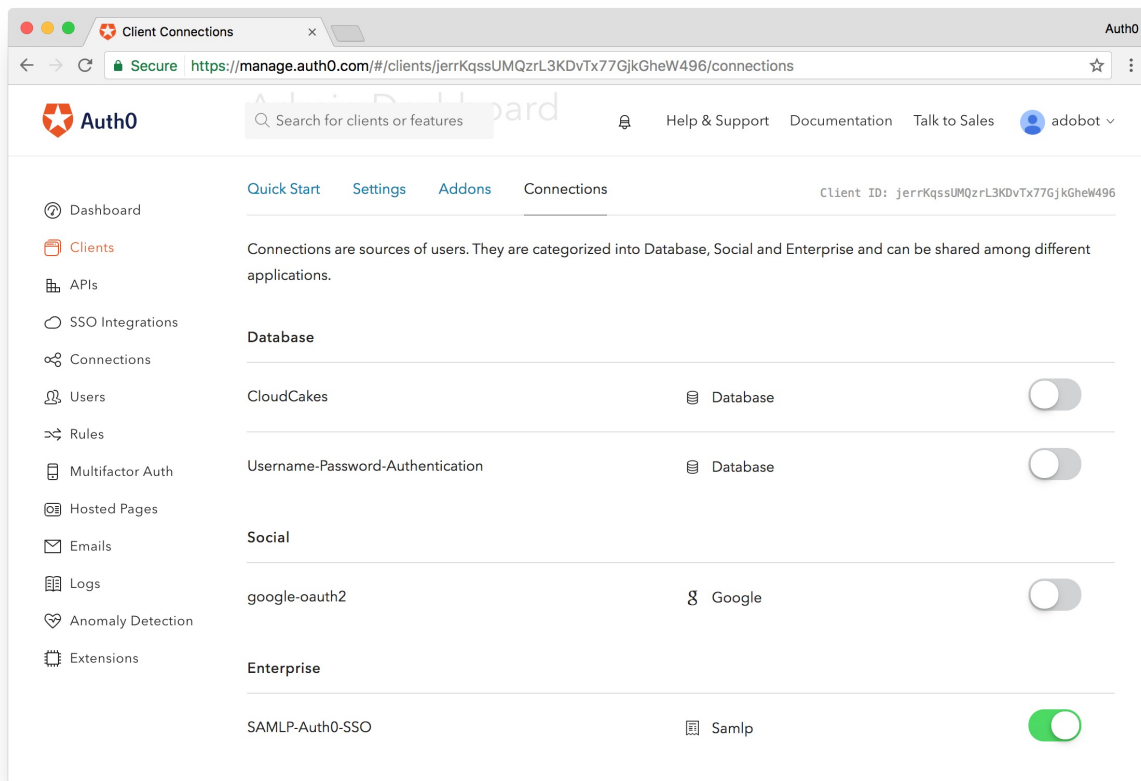 Client Connections
Auth0
Secure https://manage.auth0.com/#/clients/jerrKqssUMQzrL3KDvTx77GjkGheW496/connections
Admin Dashboard
Auth0
Search for clients or features
Help & Support Documentation Talk to Sales adobot
Quick Start Settings Addons Connections
Client ID: jerrKqssUMQzrL3KDvTx77GjkGheW496
Dashboard
Clients
APIs
SSO Integrations
Connections
Users
Rules
Multifactor Auth
Hosted Pages
Emails
Logs
Anomaly Detection
Extensions
Connections are sources of users. They are categorized into Database, Social and Enterprise and can be shared among different
applications.
Database
CloudCakes Database
Username-Password-Authentication Database
Social
google-oauth2 Google
Enterprise
SAMLP-Auth0-SSO Samlp